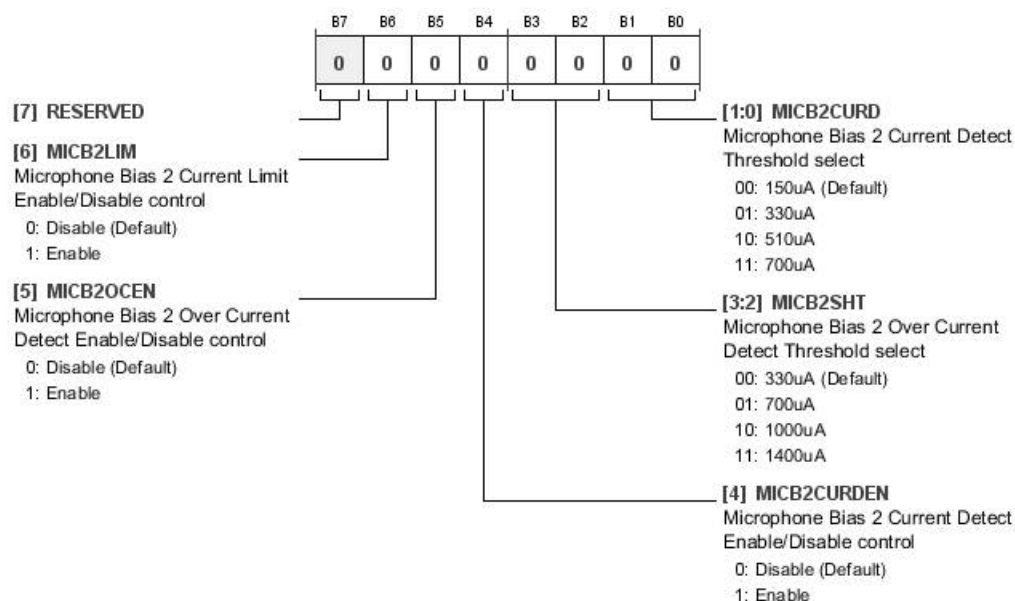 B7 B6 B5 B4 B3 B2 B1 B0
0 0 0 0 0 0 0 0
[7] RESERVED
[6] MICB2LIM
Microphone Bias 2 Current Limit
Enable/Disable control
0: Disable (Default)
1: Enable
[5] MICB2OCEN
Microphone Bias 2 Over Current
Detect Enable/Disable control
0: Disable (Default)
1: Enable
[1:0] MICB2CURD
Microphone Bias 2 Current Detect
Threshold select
00: 150uA (Default)
01: 330uA
10: 510uA
11: 700uA
[3:2] MICB2SHT
Microphone Bias 2 Over Current
Detect Threshold select
00: 330uA (Default)
01: 700uA
10: 1000uA
11: 1400uA
[4] MICB2CURDEN
Microphone Bias 2 Current Detect
Enable/Disable control
0: Disable (Default)
1: Enable